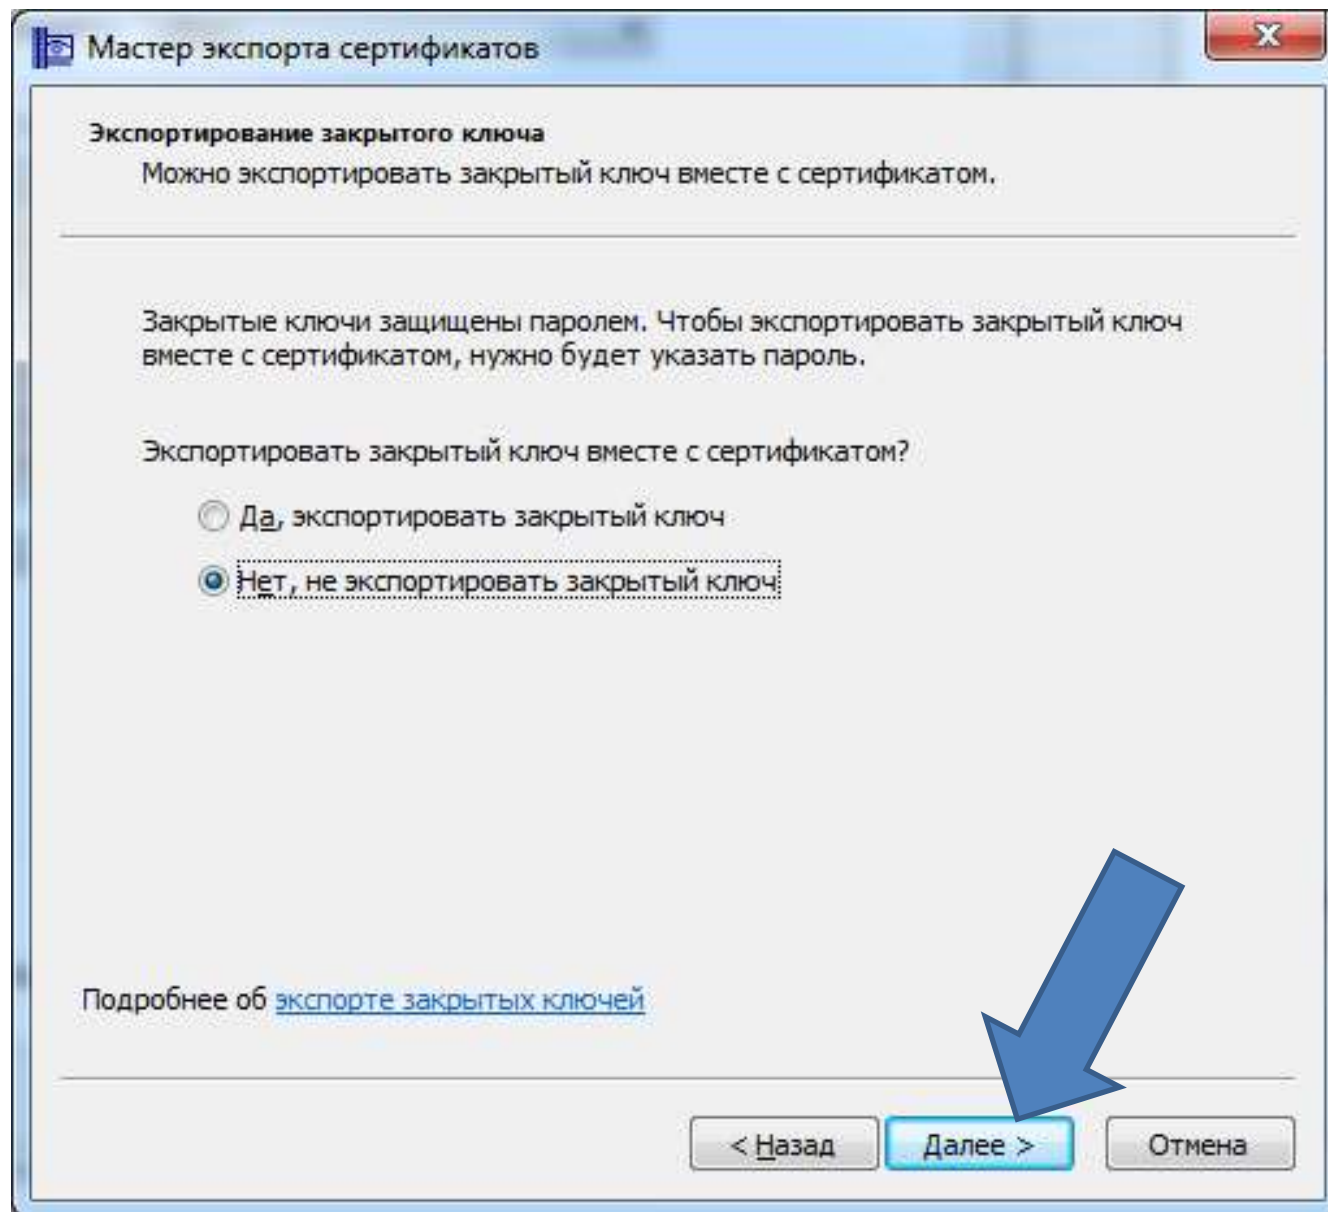 Мастер экспорта сертификатов
Экспортирование закрытого ключа
Можно экспортировать закрытый ключ вместе с сертификатом.
Закрытые ключи защищены паролем. Чтобы экспортировать закрытый ключ
вместе с сертификатом, нужно будет указать пароль.
Экспортировать закрытый ключ вместе с сертификатом?
Да, экспортировать закрытый ключ
Нет, не экспортировать закрытый ключ
Подробнее об экспорте закрытых ключей
< Назад Далее > Отмена